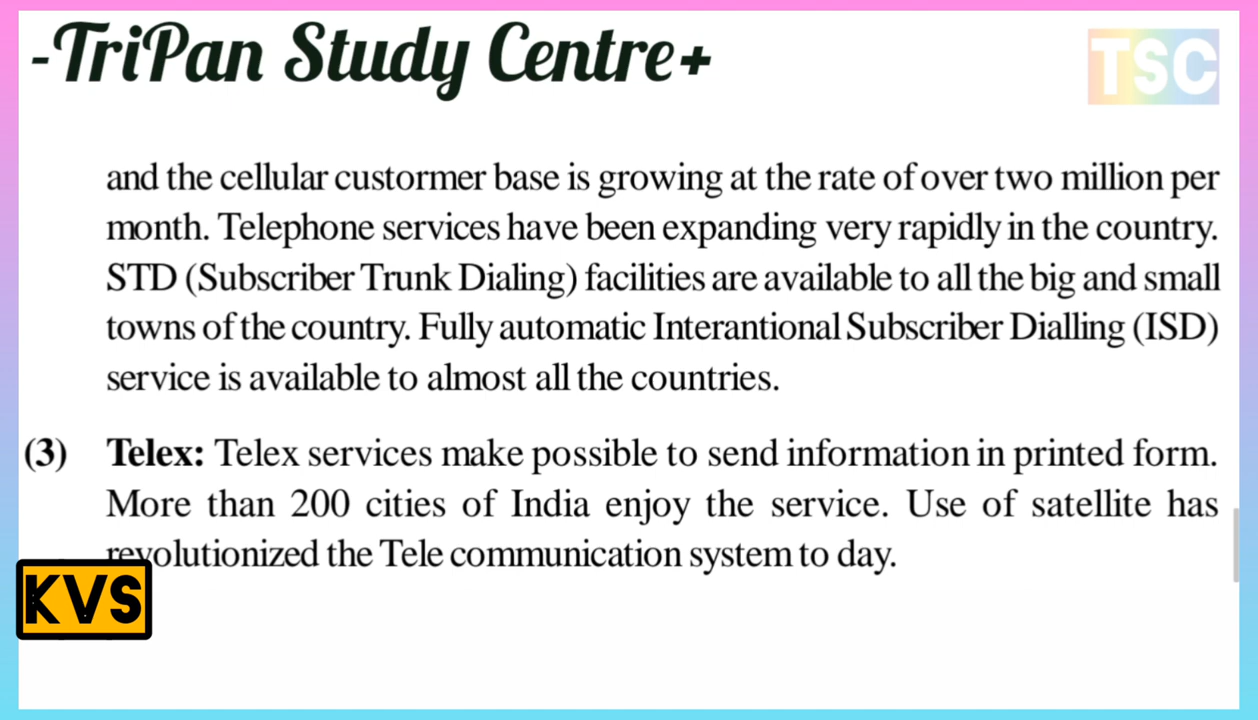 -TriPan Study Centre+
TSC
and the cellular custormer base is growing at the rate of over two million per
month. Telephone services have been expanding very rapidly in the country.
STD (Subscriber Trunk Dialing) facilities are available to all the big and small
towns of the country. Fully automatic Interantional Subscriber Dialling (ISD)
service is available to almost all the countries.
(3) Telex: Telex services make possible to send information in printed form.
More than 200 cities of India enjoy the service. Use of satellite has
revolutionized the Tele communication system to day.
KVS